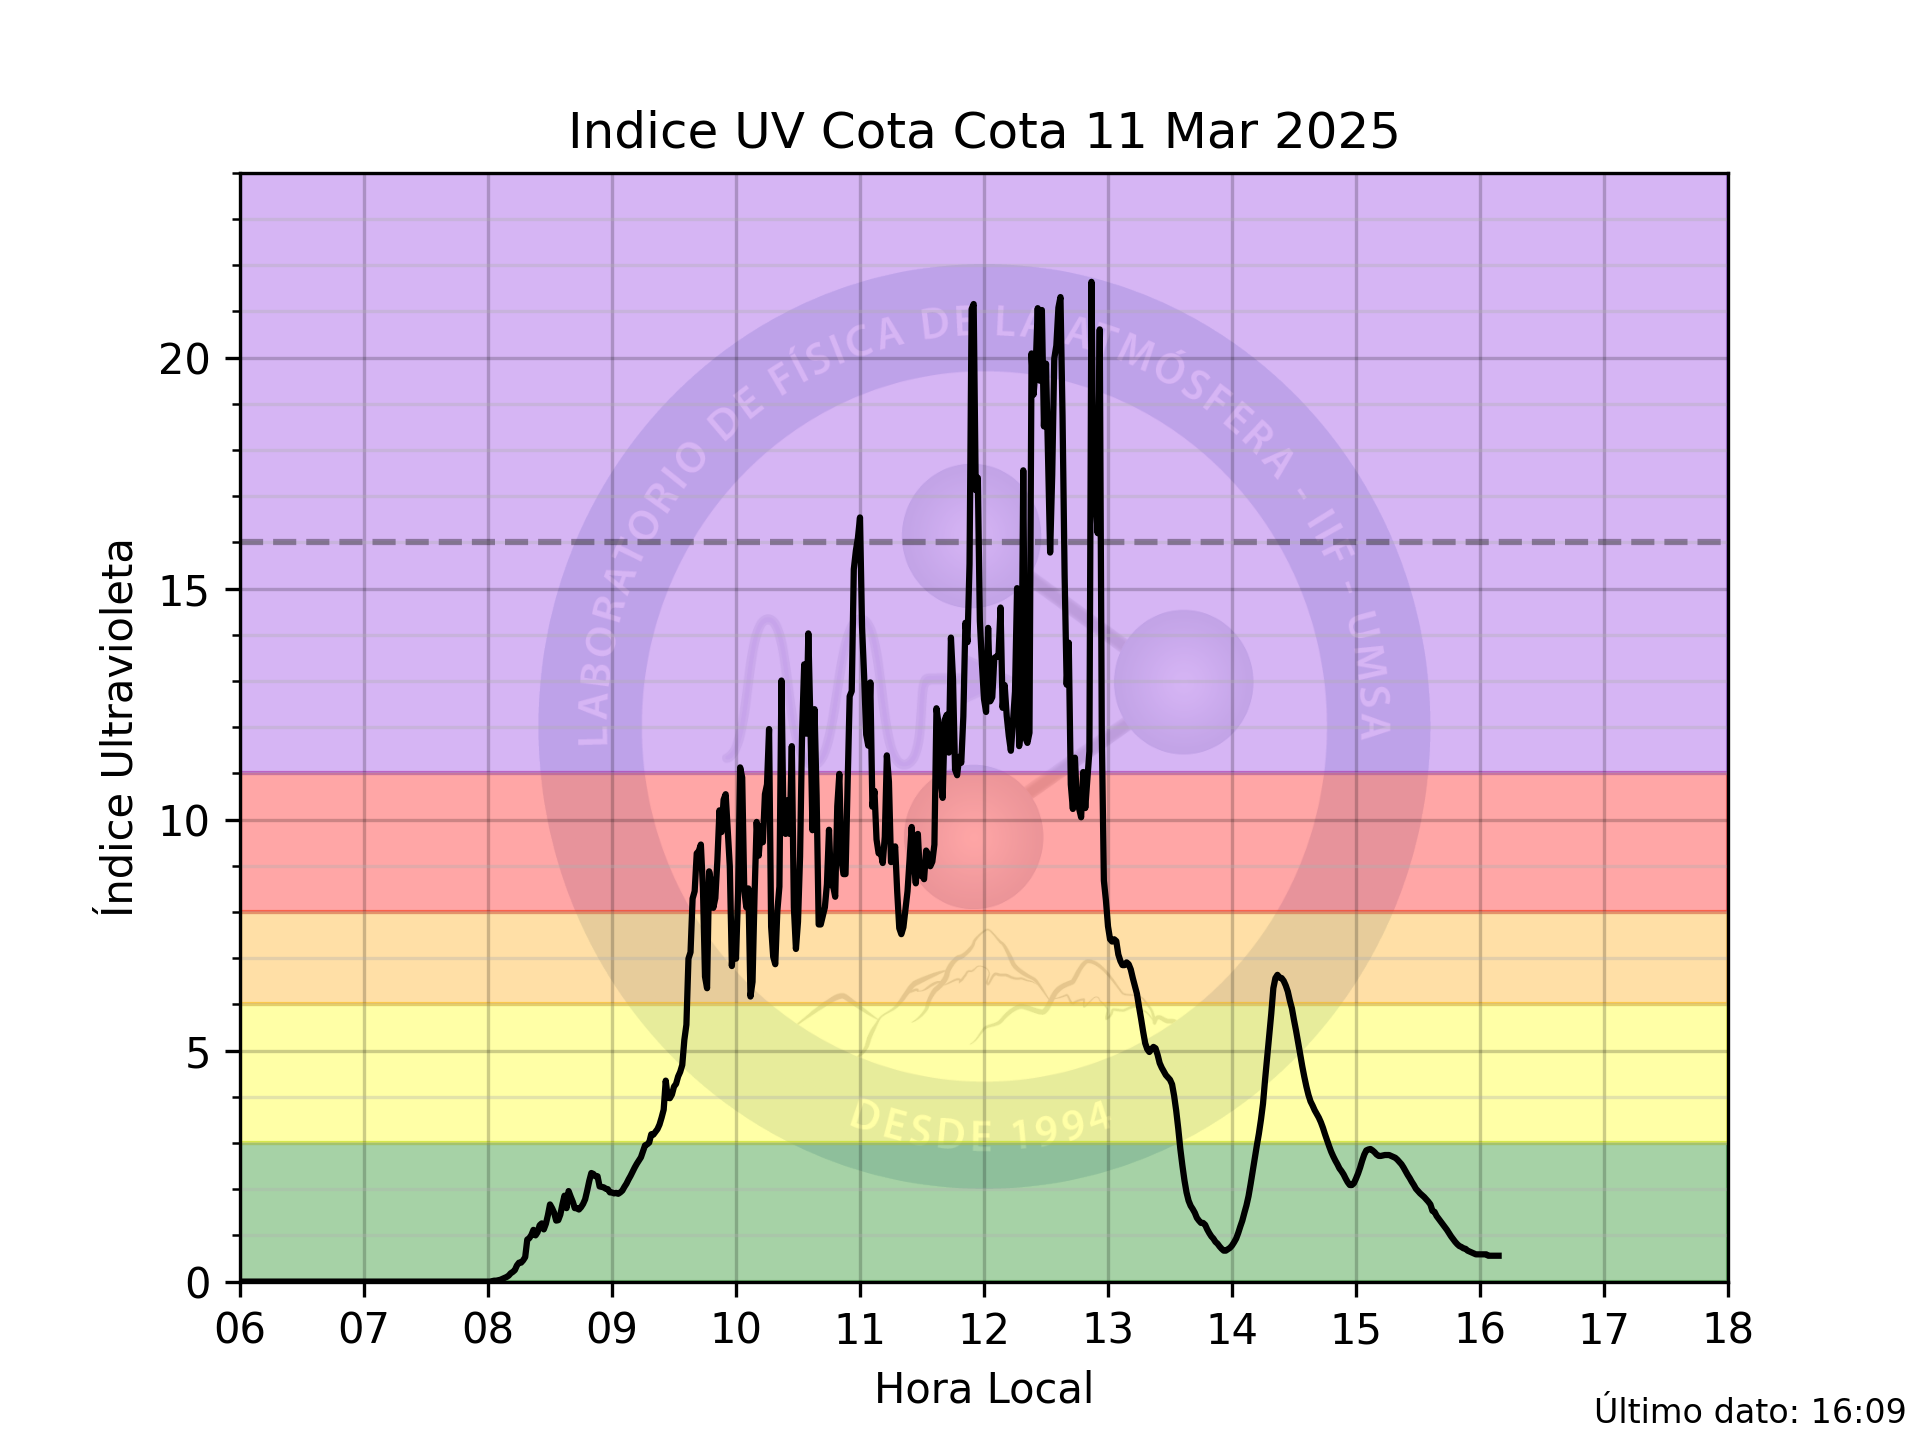 Indice UV Cota Cota 11 Mar 2025
Índice Ultravioleta
20
15
10
5
0
LABORATORIO DE FÍSICA DE LA ATMÓSFERA - IIF - UMSA
DESDE 1994
06 07 08 09 10 11 12 13 14 15 16 17 18
Hora Local
Último dato: 16:09